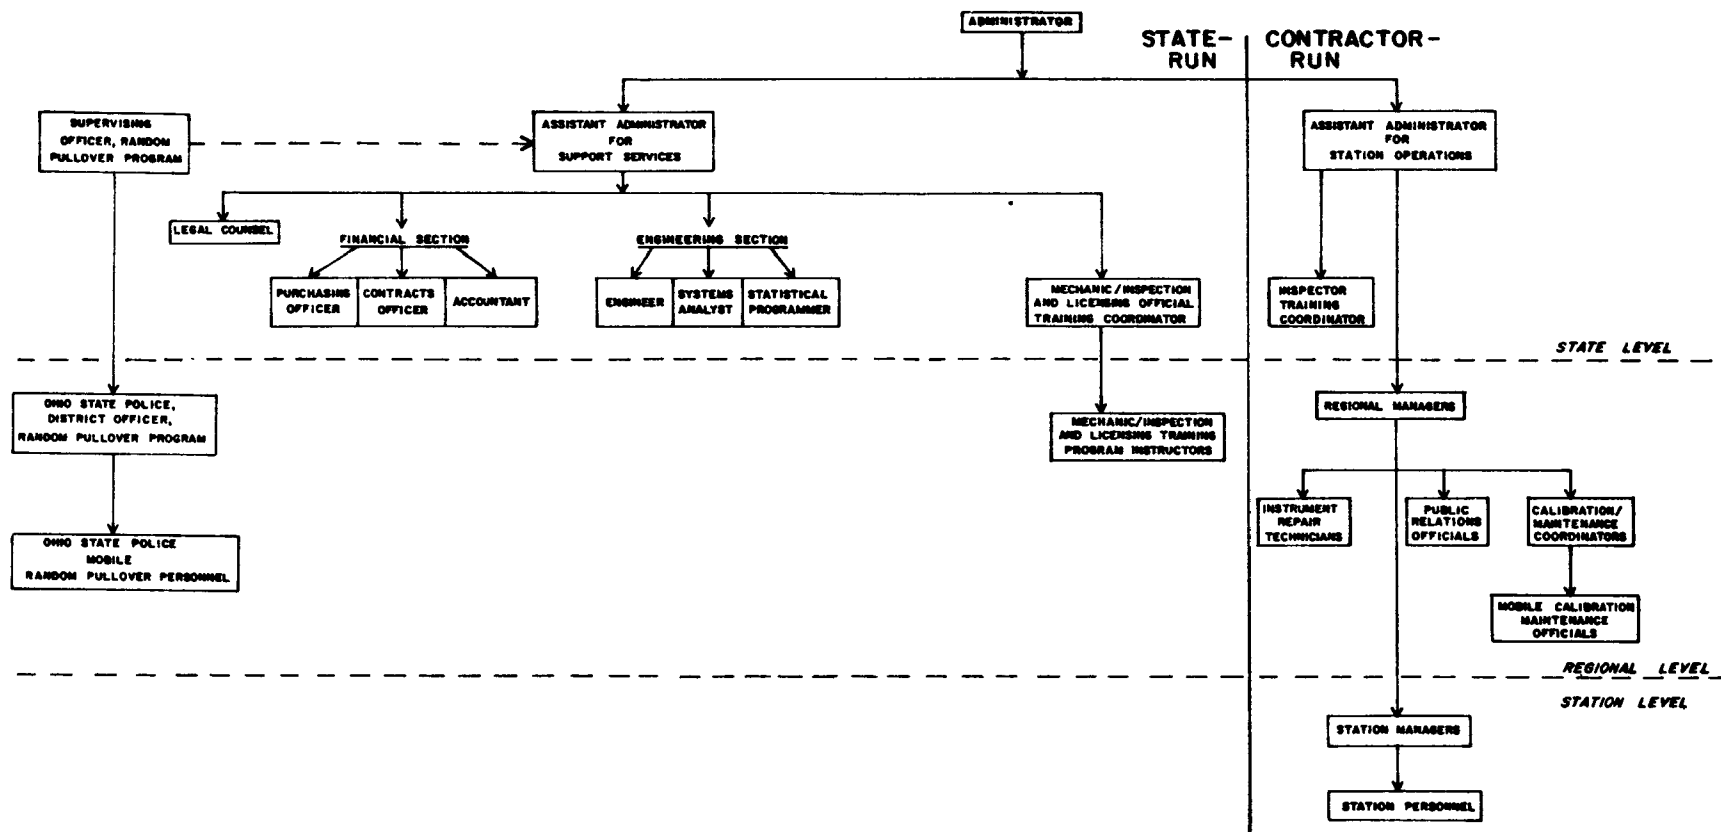 ADMINISTRATOR
STATE-
RUN
CONTRACTOR-
RUN
SUPERVISING
OFFICER, RANDOM
PULLOVER PROGRAM
ASSISTANT ADMINISTRATOR
FOR
SUPPORT SERVICES
ASSISTANT ADMINISTRATOR
FOR
STATION OPERATIONS
LEGAL COUNSEL
FINANCIAL SECTION
ENGINEERING SECTION
PURCHASING
OFFICER
CONTRACTS
OFFICER
ACCOUNTANT
ENGINEER
SYSTEMS
ANALYST
STATISTICAL
PROGRAMMER
MECHANIC/INSPECTION
AND LICENSING OFFICIAL
TRAINING COORDINATOR
INSPECTOR
TRAINING
COORDINATOR
STATE LEVEL
OHIO STATE POLICE,
DISTRICT OFFICER,
RANDOM PULLOVER PROGRAM
MECHANIC/INSPECTION
AND LICENSING TRAINING
PROGRAM INSTRUCTORS
REGIONAL MANAGERS
INSTRUMENT
REPAIR
TECHNICIANS
PUBLIC
RELATIONS
OFFICIALS
CALIBRATION/
MAINTENANCE
COORDINATORS
OHIO STATE POLICE
MOBILE
RANDOM PULLOVER PERSONNEL
MOBILE CALIBRATION
MAINTENANCE
OFFICIALS
REGIONAL LEVEL
STATION LEVEL
STATION MANAGERS
STATION PERSONNEL